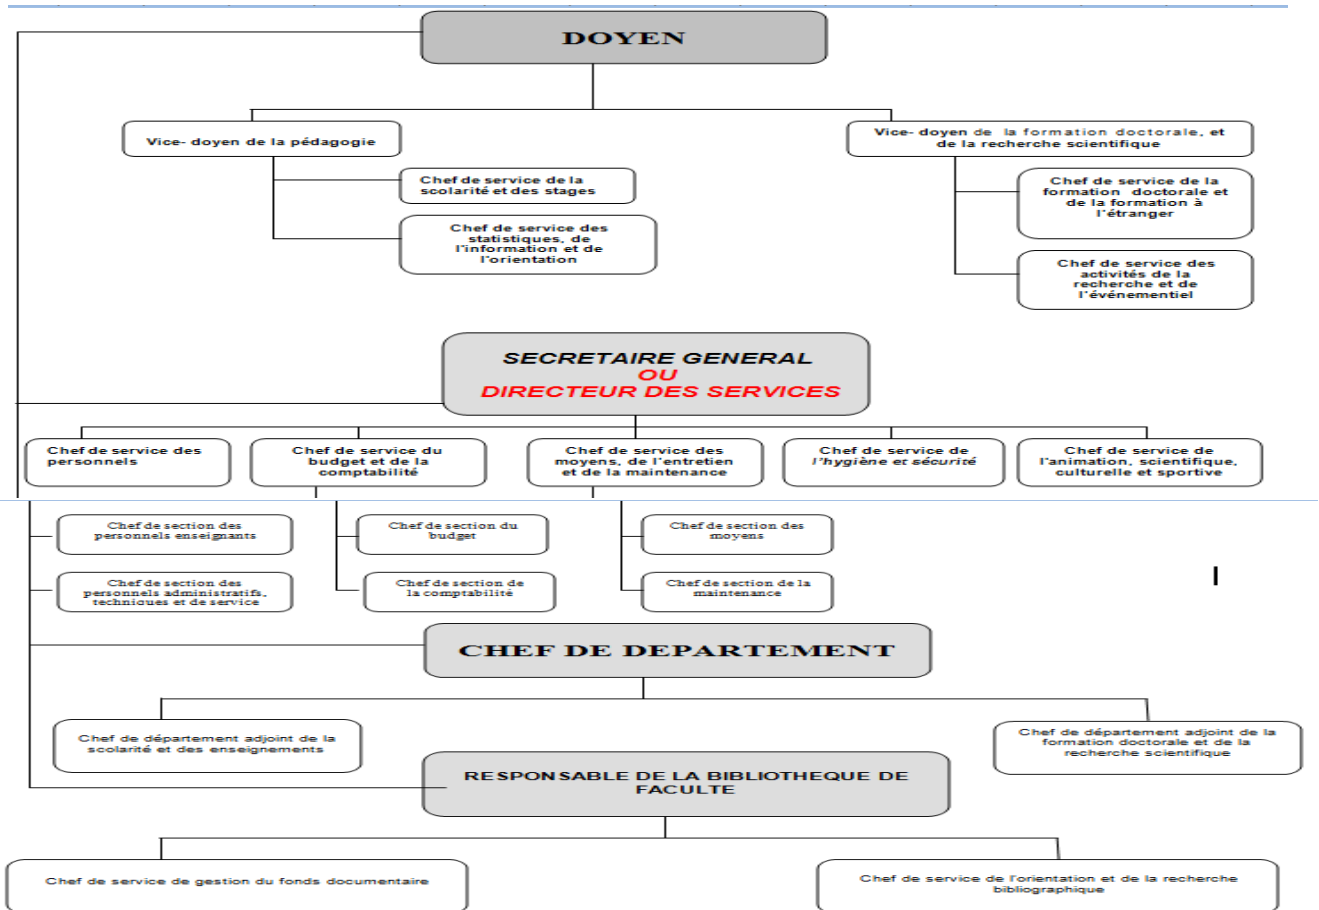 DOYEN
Vice- doyen de la pédagogie
Vice- doyen de la formation doctorale, et
de la recherche scientifique
Chef de service de la
scolarité et des stages
Chef de service des
statistiques, de
l'information et de
l'orientation
Chef de service de la
formation doctorale et
de la formation à
l'étranger
Chef de service des
activités de la
recherche et de
l'événementiel
SECRETAIRE GENERAL
OU
DIRECTEUR DES SERVICES
Chef de service des
personnels
Chef de service du
budget et de la
comptabilité
Chef de service des
moyens, de l'entretien
et de la maintenance
Chef de service de
l'hygiène et sécurité
Chef de service de
l'animation, scientifique,
culturelle et sportive
Chef de section des
personnels enseignants
Chef de section du
budget
Chef de section des
moyens
Chef de section des
personnels administratifs,
techniques et de service
Chef de section de
la comptabilité
Chef de section de la
maintenance
CHEF DE DEPARTEMENT
Chef de département adjoint de la
scolarité et des enseignements
Chef de département adjoint de la
formation doctorale et de la
recherche scientifique
RESPONSABLE DE LA BIBLIOTHEQUE DE
FACULTE
Chef de service de gestion du fonds documentaire
Chef de service de l'orientation et de la recherche
bibliographique